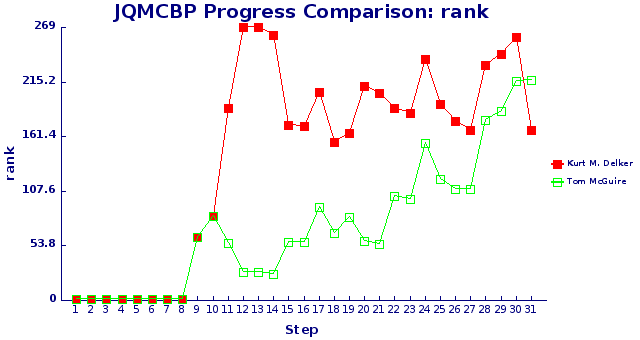 JQMCBP Progress Comparison: rank
269
215.2
161.4
107.6
53.8
0
rank
1 2 3 4 5 6 7 8 9 10 11 12 13 14 15 16 17 18 19 20 21 22 23 24 25 26 27 28 29 30 31
Step
Kurt M. Delker
Tom McGuire